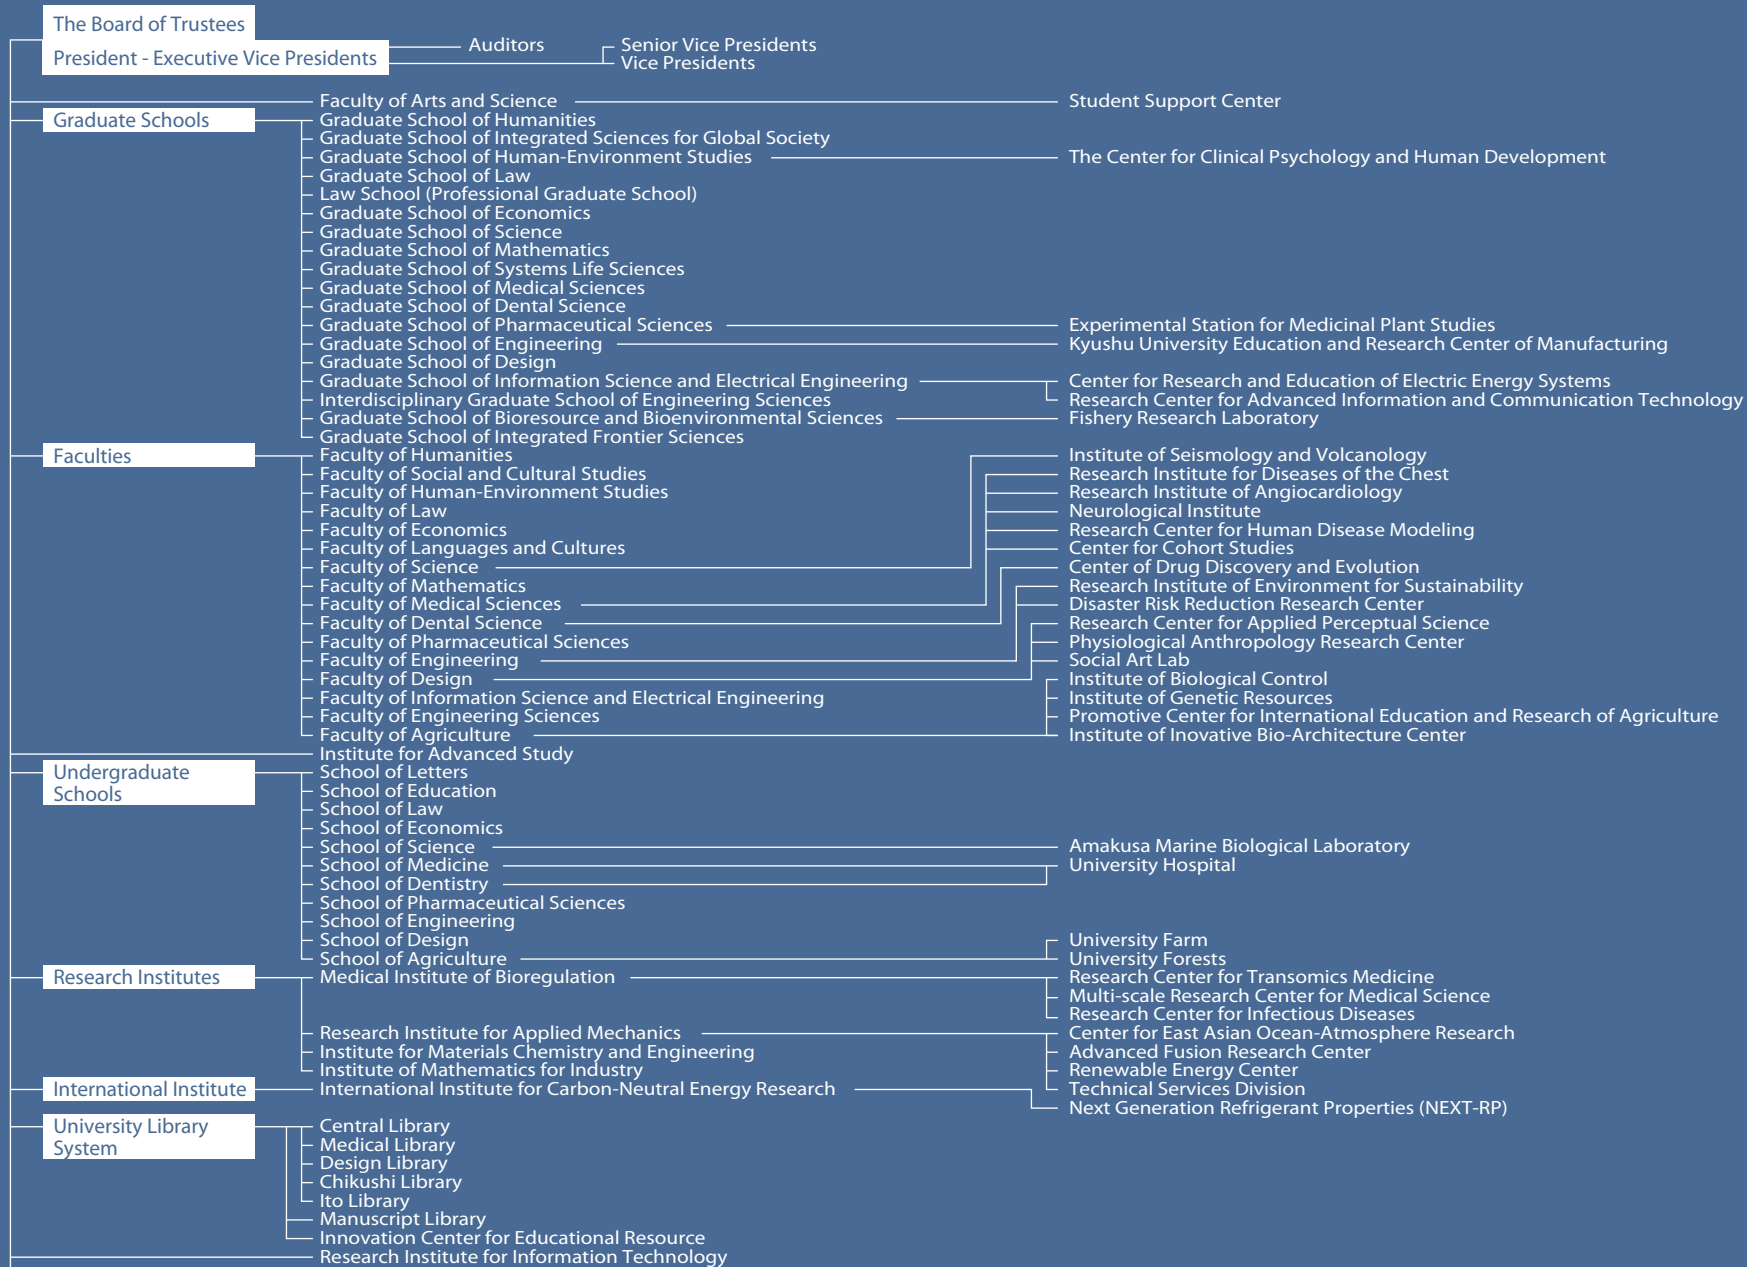 The Board of Trustees
President - Executive Vice Presidents
Auditors
Senior Vice Presidents
Vice Presidents
Faculty of Arts and Science
Student Support Center
Graduate Schools
Graduate School of Humanities
Graduate School of Integrated Sciences for Global Society
Graduate School of Human-Environment Studies
The Center for Clinical Psychology and Human Development
Graduate School of Law
Law School (Professional Graduate School)
Graduate School of Economics
Graduate School of Science
Graduate School of Mathematics
Graduate School of Systems Life Sciences
Graduate School of Medical Sciences
Graduate School of Dental Science
Graduate School of Pharmaceutical Sciences
Experimental Station for Medicinal Plant Studies
Graduate School of Engineering
Kyushu University Education and Research Center of Manufacturing
Graduate School of Design
Graduate School of Information Science and Electrical Engineering
Center for Research and Education of Electric Energy Systems
Interdisciplinary Graduate School of Engineering Sciences
Research Center for Advanced Information and Communication Technology
Graduate School of Bioresource and Bioenvironmental Sciences
Fishery Research Laboratory
Graduate School of Integrated Frontier Sciences
Faculties
Faculty of Humanities
Institute of Seismology and Volcanology
Faculty of Social and Cultural Studies
Research Institute for Diseases of the Chest
Faculty of Human-Environment Studies
Research Institute of Angiocardiology
Faculty of Law
Neurological Institute
Faculty of Economics
Research Center for Human Disease Modeling
Faculty of Languages and Cultures
Center for Cohort Studies
Faculty of Science
Center of Drug Discovery and Evolution
Faculty of Mathematics
Research Institute of Environment for Sustainability
Faculty of Medical Sciences
Disaster Risk Reduction Research Center
Faculty of Dental Science
Research Center for Applied Perceptual Science
Faculty of Pharmaceutical Sciences
Physiological Anthropology Research Center
Faculty of Engineering
Social Art Lab
Faculty of Design
Institute of Biological Control
Faculty of Information Science and Electrical Engineering
Institute of Genetic Resources
Faculty of Engineering Sciences
Promotive Center for International Education and Research of Agriculture
Faculty of Agriculture
Institute of Inovative Bio-Architecture Center
Institute for Advanced Study
Undergraduate
Schools
School of Letters
School of Education
School of Law
School of Economics
School of Science
Amakusa Marine Biological Laboratory
School of Medicine
University Hospital
School of Dentistry
School of Pharmaceutical Sciences
School of Engineering
School of Design
University Farm
School of Agriculture
University Forests
Research Institutes
Medical Institute of Bioregulation
Research Center for Transomics Medicine
Multi-scale Research Center for Medical Science
Research Center for Infectious Diseases
Research Institute for Applied Mechanics
Center for East Asian Ocean-Atmosphere Research
Institute for Materials Chemistry and Engineering
Advanced Fusion Research Center
Institute of Mathematics for Industry
Renewable Energy Center
International Institute
International Institute for Carbon-Neutral Energy Research
Technical Services Division
Next Generation Refrigerant Properties (NEXT-RP)
University Library
System
Central Library
Medical Library
Design Library
Chikushi Library
Ito Library
Manuscript Library
Innovation Center for Educational Resource
Research Institute for Information Technology